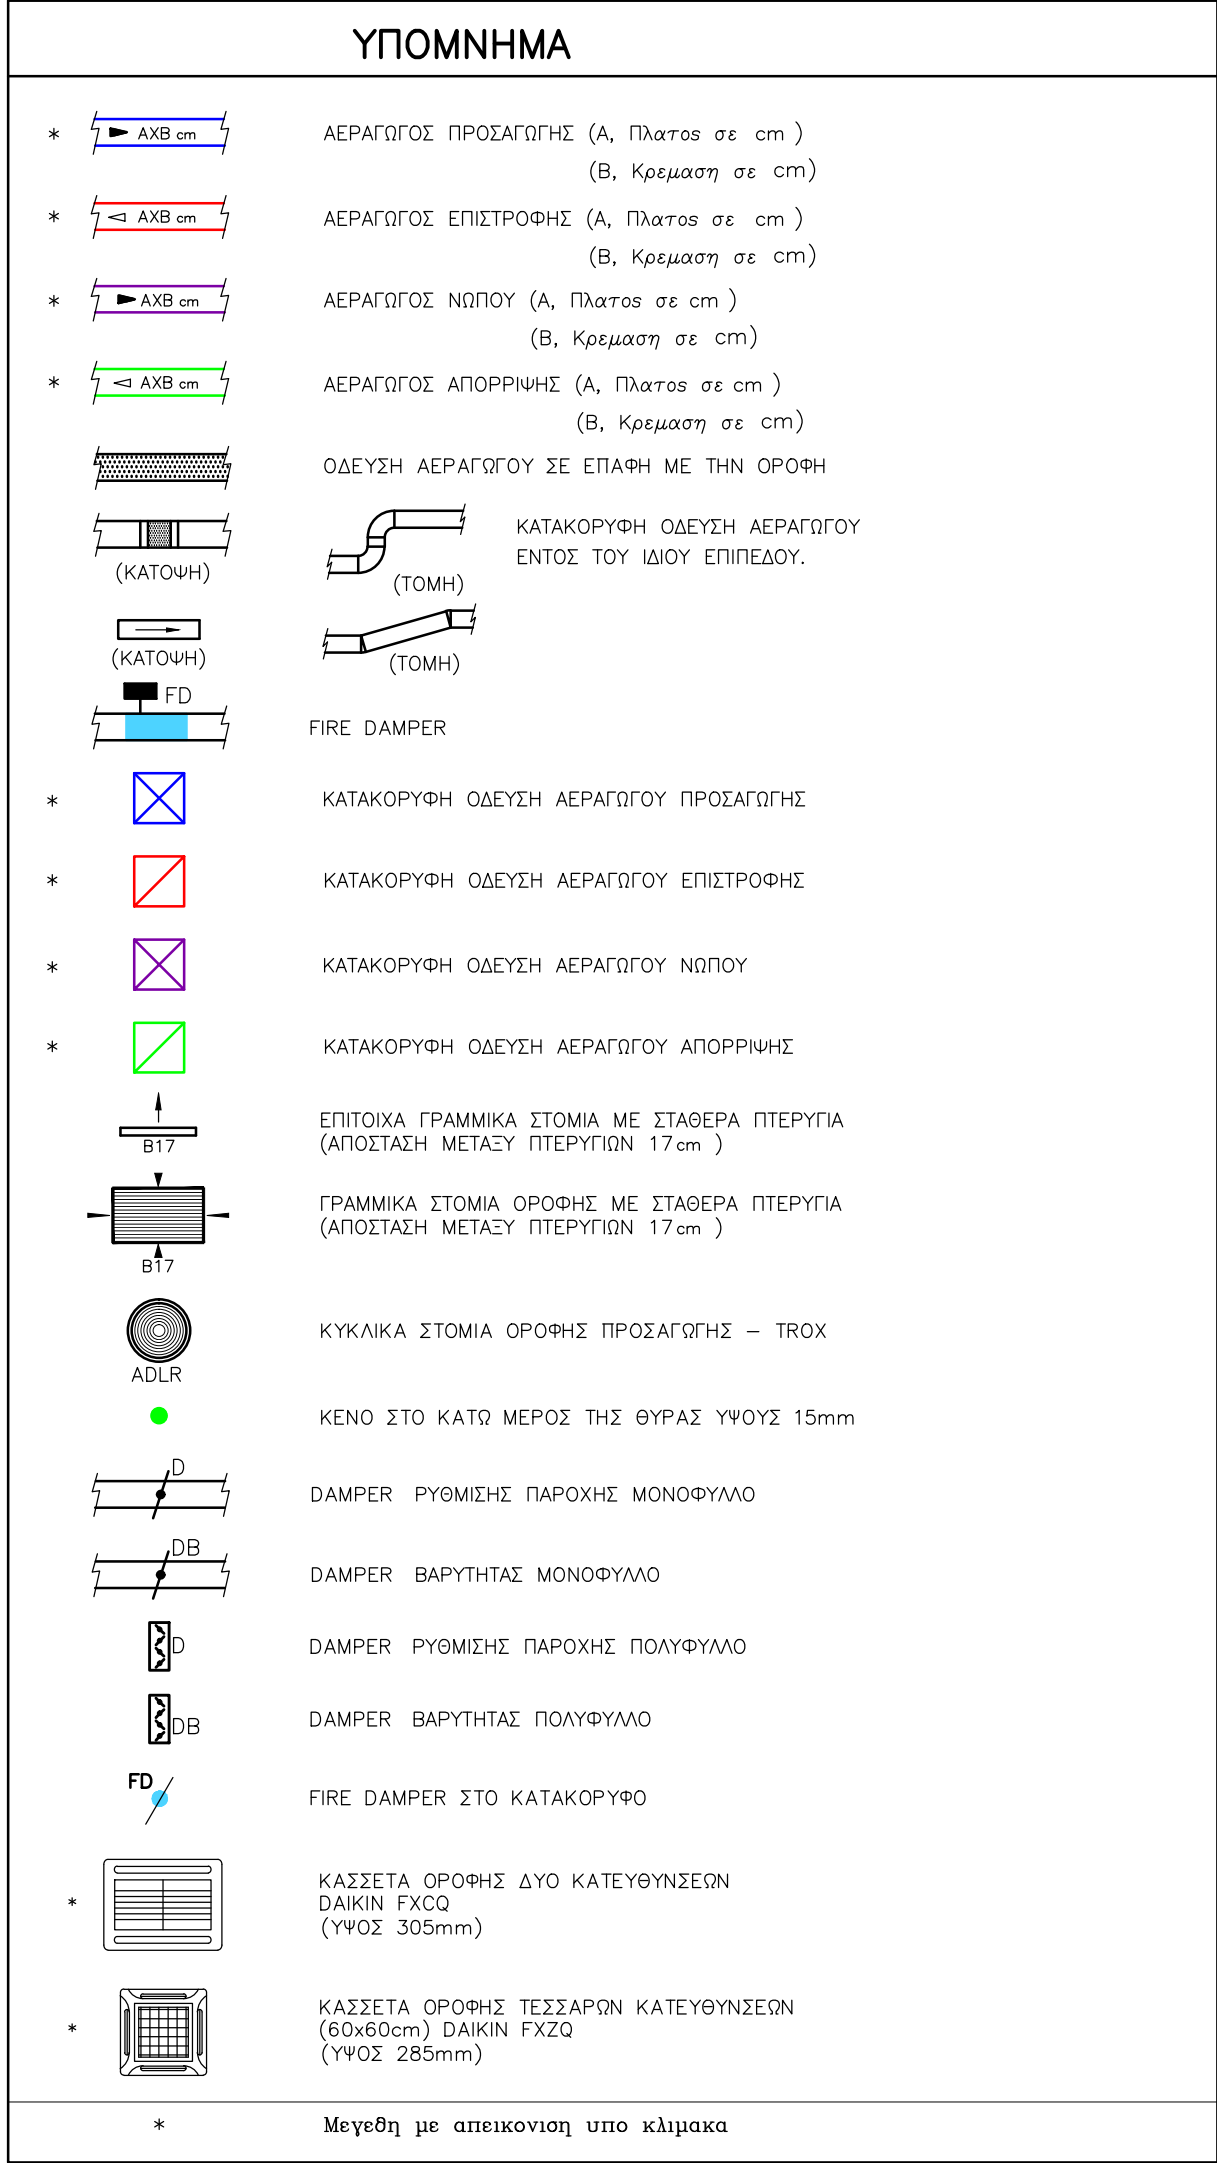 ΥΠΟΜΝΗΜΑ
* AXB cm ΑΕΡΑΓΩΓΟΣ ΠΡΟΣΑΓΩΓΗΣ (Α, Πλατος σε cm )
(Β, Κρεμαση σε cm)
* AXB cm ΑΕΡΑΓΩΓΟΣ ΕΠΙΣΤΡΟΦΗΣ (Α, Πλατος σε cm )
(Β, Κρεμαση σε cm)
* AXB cm ΑΕΡΑΓΩΓΟΣ ΝΩΠΟΥ (Α, Πλατος σε cm )
(Β, Κρεμαση σε cm)
* AXB cm ΑΕΡΑΓΩΓΟΣ ΑΠΟΡΡΙΨΗΣ (Α, Πλατος σε cm )
(Β, Κρεμαση σε cm)
ΟΔΕΥΣΗ ΑΕΡΑΓΩΓΟΥ ΣΕ ΕΠΑΦΗ ΜΕ ΤΗΝ ΟΡΟΦΗ
ΚΑΤΑΚΟΡΥΦΗ ΟΔΕΥΣΗ ΑΕΡΑΓΩΓΟΥ
ΕΝΤΟΣ ΤΟΥ ΙΔΙΟΥ ΕΠΙΠΕΔΟΥ.
(ΚΑΤΟΨΗ) (ΤΟΜΗ)
(ΚΑΤΟΨΗ) (ΤΟΜΗ)
FD
FIRE DAMPER
* ΚΑΤΑΚΟΡΥΦΗ ΟΔΕΥΣΗ ΑΕΡΑΓΩΓΟΥ ΠΡΟΣΑΓΩΓΗΣ
* ΚΑΤΑΚΟΡΥΦΗ ΟΔΕΥΣΗ ΑΕΡΑΓΩΓΟΥ ΕΠΙΣΤΡΟΦΗΣ
* ΚΑΤΑΚΟΡΥΦΗ ΟΔΕΥΣΗ ΑΕΡΑΓΩΓΟΥ ΝΩΠΟΥ
* ΚΑΤΑΚΟΡΥΦΗ ΟΔΕΥΣΗ ΑΕΡΑΓΩΓΟΥ ΑΠΟΡΡΙΨΗΣ
ΕΠΙΤΟΙΧΑ ΓΡΑΜΜΙΚΑ ΣΤΟΜΙΑ ΜΕ ΣΤΑΘΕΡΑ ΠΤΕΡΥΓΙΑ
B17 (ΑΠΟΣΤΑΣΗ ΜΕΤΑΞΥ ΠΤΕΡΥΓΙΩΝ 17cm )
ΓΡΑΜΜΙΚΑ ΣΤΟΜΙΑ ΟΡΟΦΗΣ ΜΕ ΣΤΑΘΕΡΑ ΠΤΕΡΥΓΙΑ
(ΑΠΟΣΤΑΣΗ ΜΕΤΑΞΥ ΠΤΕΡΥΓΙΩΝ 17cm )
B17
ΚΥΚΛΙΚΑ ΣΤΟΜΙΑ ΟΡΟΦΗΣ ΠΡΟΣΑΓΩΓΗΣ – TROX
ADLR
ΚΕΝΟ ΣΤΟ ΚΑΤΩ ΜΕΡΟΣ ΤΗΣ ΘΥΡΑΣ ΥΨΟΥΣ 15mm
D
DAMPER ΡΥΘΜΙΣΗΣ ΠΑΡΟΧΗΣ ΜΟΝΟΦΥΛΛΟ
DB
DAMPER ΒΑΡΥΤΗΤΑΣ ΜΟΝΟΦΥΛΛΟ
D DAMPER ΡΥΘΜΙΣΗΣ ΠΑΡΟΧΗΣ ΠΟΛΥΦΥΛΛΟ
DB DAMPER ΒΑΡΥΤΗΤΑΣ ΠΟΛΥΦΥΛΛΟ
FD
FIRE DAMPER ΣΤΟ ΚΑΤΑΚΟΡΥΦΟ
ΚΑΣΣΕΤΑ ΟΡΟΦΗΣ ΔΥΟ ΚΑΤΕΥΘΥΝΣΕΩΝ
* DAIKIN FXCQ
(ΥΨΟΣ 305mm)
ΚΑΣΣΕΤΑ ΟΡΟΦΗΣ ΤΕΣΣΑΡΩΝ ΚΑΤΕΥΘΥΝΣΕΩΝ
* (60x60cm) DAIKIN FXZQ
(ΥΨΟΣ 285mm)
* Μεγεθη με απεικονιση υπο κλιμακα